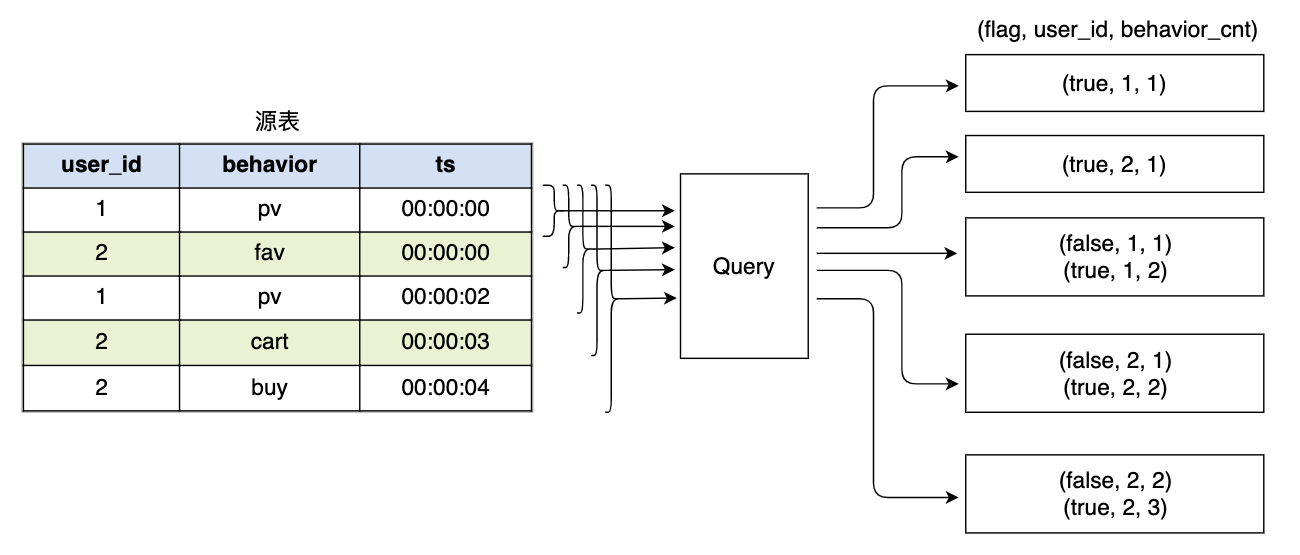 (flag, user_id, behavior_cnt)
源表
user_id behavior ts
1 pv 00:00:00
2 fav 00:00:00
1 pv 00:00:02
2 cart 00:00:03
2 buy 00:00:04
Query
(true, 1, 1)
(true, 2, 1)
(false, 1, 1)
(true, 1, 2)
(false, 2, 1)
(true, 2, 2)
(false, 2, 2)
(true, 2, 3)